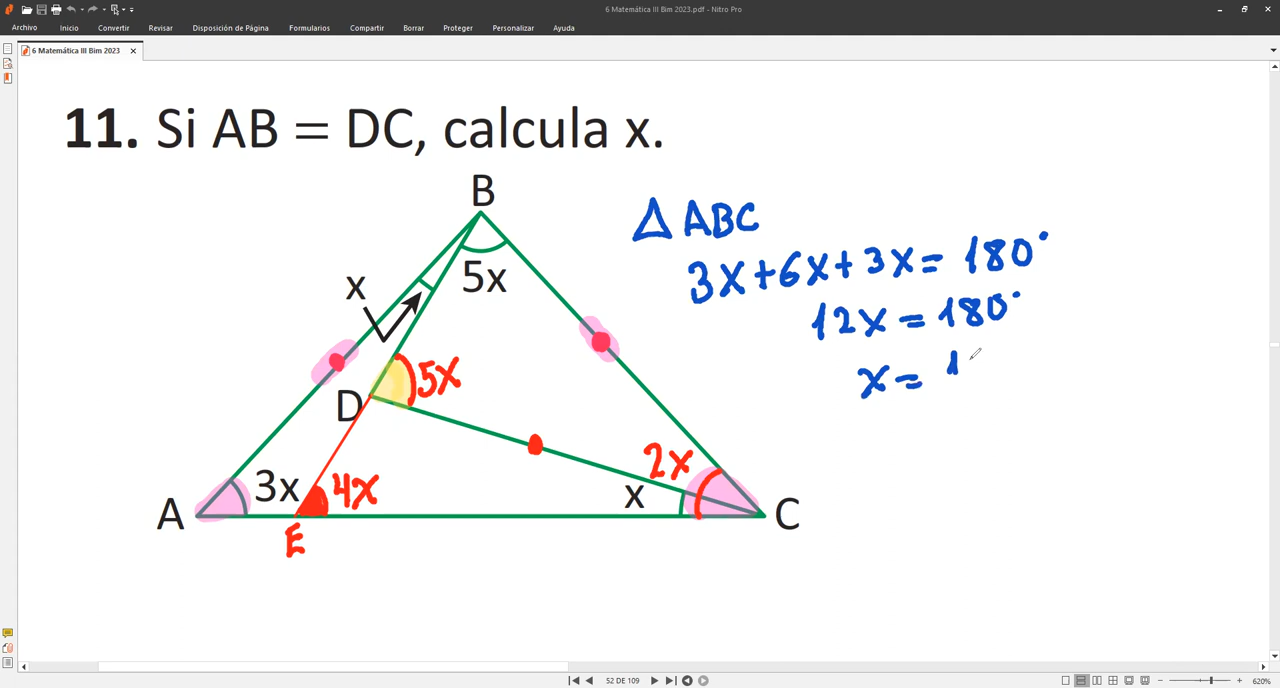 6 Matemática III Bim 2023.pdf - Nitro Pro
Archivo Inicio Convertir Revisar Disposición de Página Formularios Compartir Borrar Proteger Personalizar Ayuda
6 Matemática III Bim 2023
11. Si AB = DC, calcula x.
B
x
5x
D
5x
A
3x
4x
E
2x
x
C
△ ABC
3x+6x+3x=180°
12x=180°
x=1
52 DE 109
620%